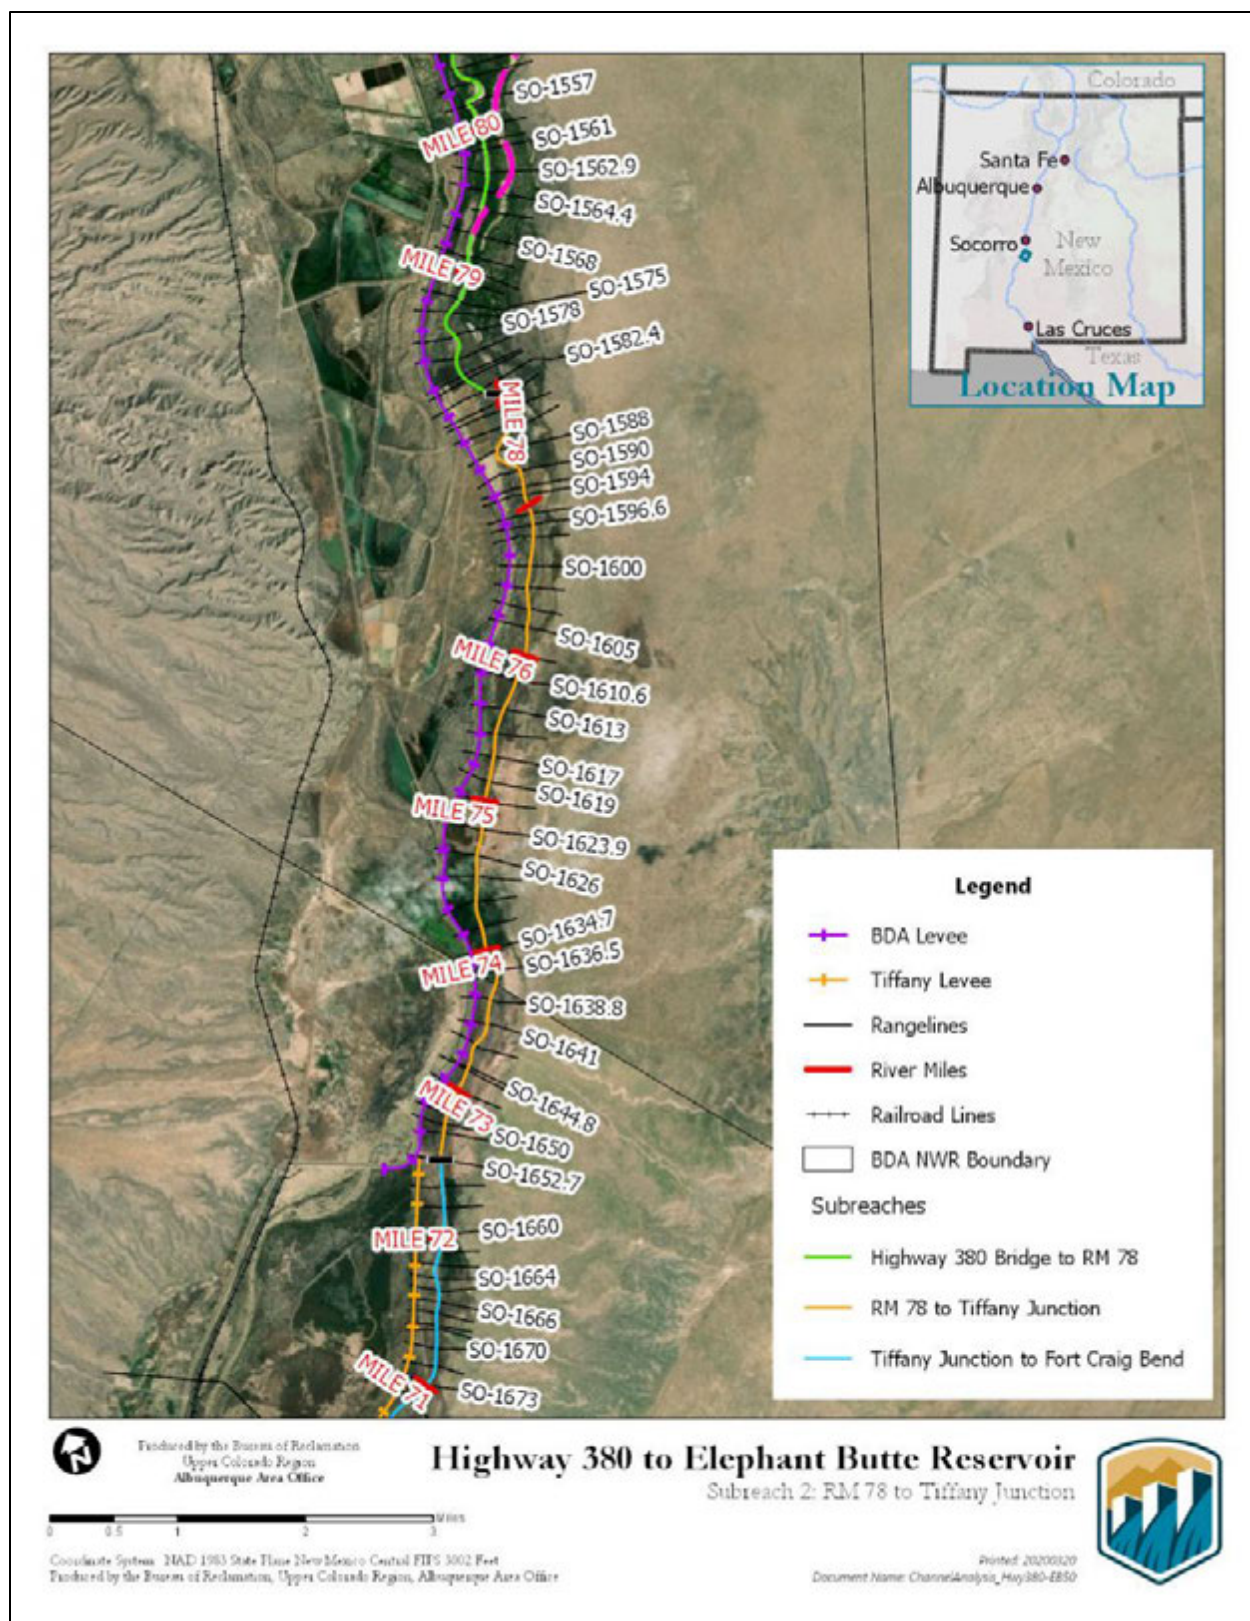 SO-1557
MILE 80
SO-1561
SO-1562.9
SO-1564.4
SO-1568
MILE 79
SO-1575
SO-1578
SO-1582.4
MILE 78
SO-1588
SO-1590
SO-1594
SO-1596.6
SO-1600
SO-1605
MILE 76
SO-1610.6
SO-1613
SO-1617
SO-1619
MILE 75
SO-1623.9
SO-1626
SO-1634.7
SO-1636.5
MILE 74
SO-1638.8
SO-1641
SO-1644.8
MILE 73
SO-1650
SO-1652.7
SO-1660
MILE 72
SO-1664
SO-1666
SO-1670
MILE 71
SO-1673
Colorado
Santa Fe
Albuquerque
Socorro
New
Mexico
Las Cruces
Texas
Location Map
Legend
BDA Levee
Tiffany Levee
Rangelines
River Miles
Railroad Lines
BDA NWR Boundary
Subreaches
Highway 380 Bridge to RM 78
RM 78 to Tiffany Junction
Tiffany Junction to Fort Craig Bend
N
Produced by the Bureau of Reclamation
Upper Colorado Region
Albuquerque Area Office
Highway 380 to Elephant Butte Reservoir
Subreach 2: RM 78 to Tiffany Junction
Miles
0 0.5 1 2 3
Coordinate System: NAD 1983 State Plane New Mexico Central FIPS 3002 Feet
Produced by the Bureau of Reclamation, Upper Colorado Region, Albuquerque Area Office
Printed: 20200320
Document Name: ChannelAnalysis_Hwy380-EB50